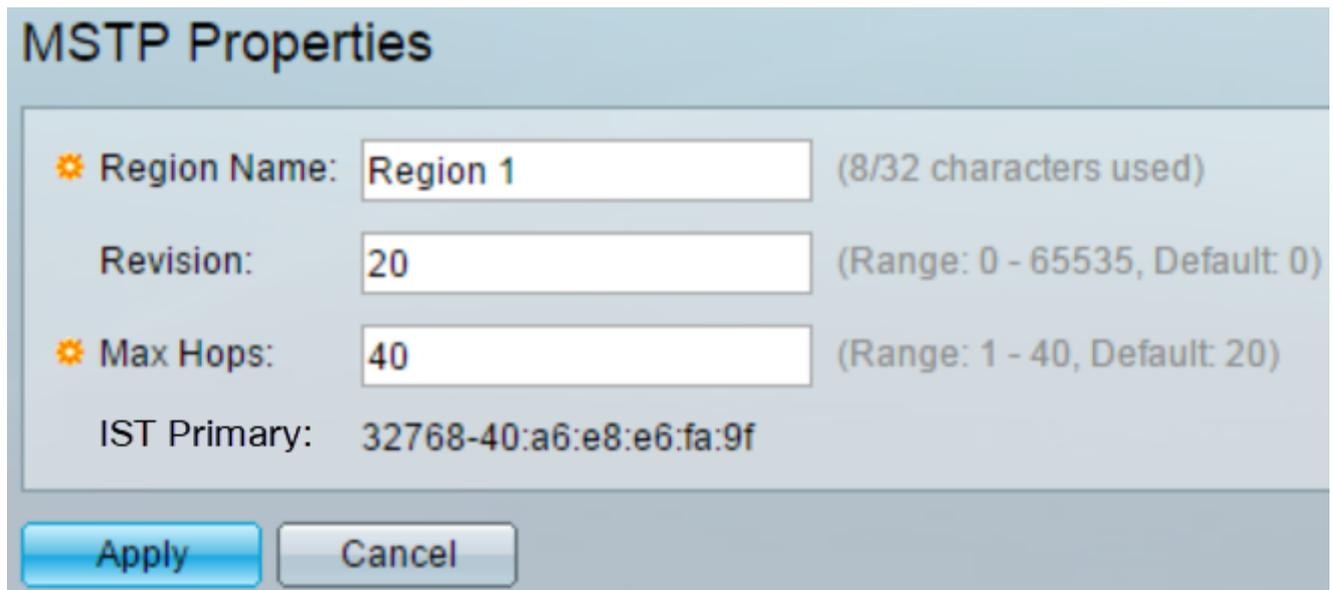 MSTP Properties
Region Name: Region 1 (8/32 characters used)
Revision: 20 (Range: 0 - 65535, Default: 0)
Max Hops: 40 (Range: 1 - 40, Default: 20)
IST Primary: 32768-40:a6:e8:e6:fa:9f
Apply Cancel